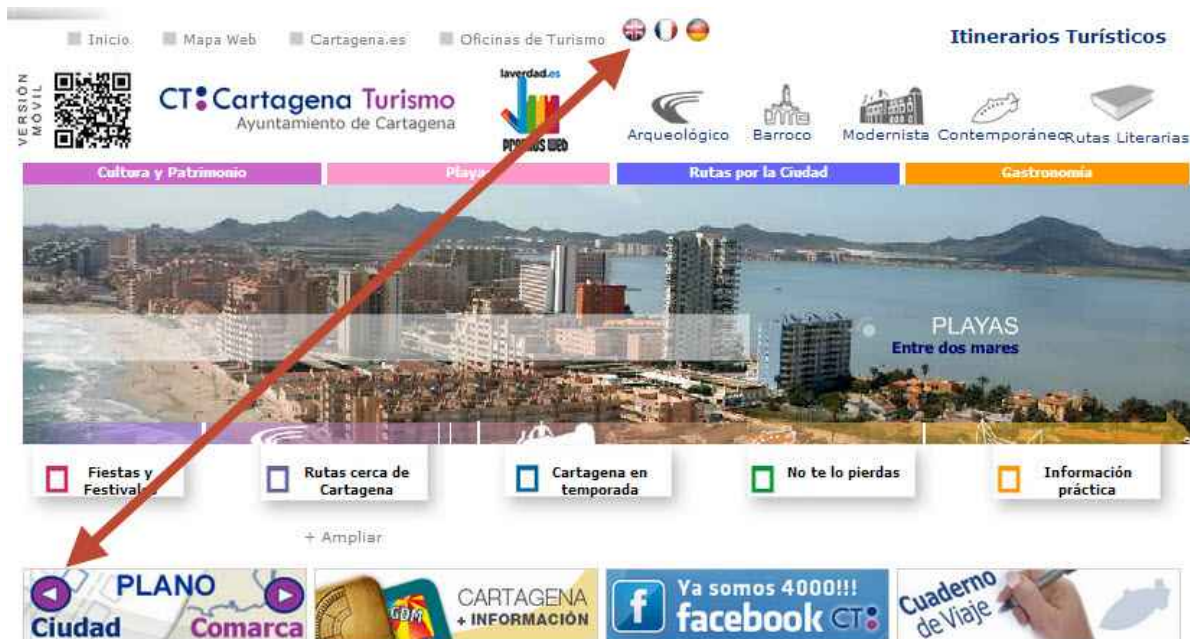 Inicio Mapa Web Cartagena.es Oficinas de Turismo
Itinerarios Turísticos
VERSIÓN
MÓVIL
CT: Cartagena Turismo
Ayuntamiento de Cartagena
laverdad.es
premios web
Arqueológico Barroco Modernista Contemporáneo Rutas Literarias
Cultura y Patrimonio Playas Rutas por la Ciudad Gastronomía
PLAYAS
Entre dos mares
Fiestas y
Festivales
Rutas cerca de
Cartagena
Cartagena en
temporada
No te lo pierdas
Información
práctica
+ Ampliar
PLANO
Ciudad Comarca
GDM
CARTAGENA
+ INFORMACIÓN
f
Ya somos 4000!!!
facebook CT:
Cuaderno
de Viaje